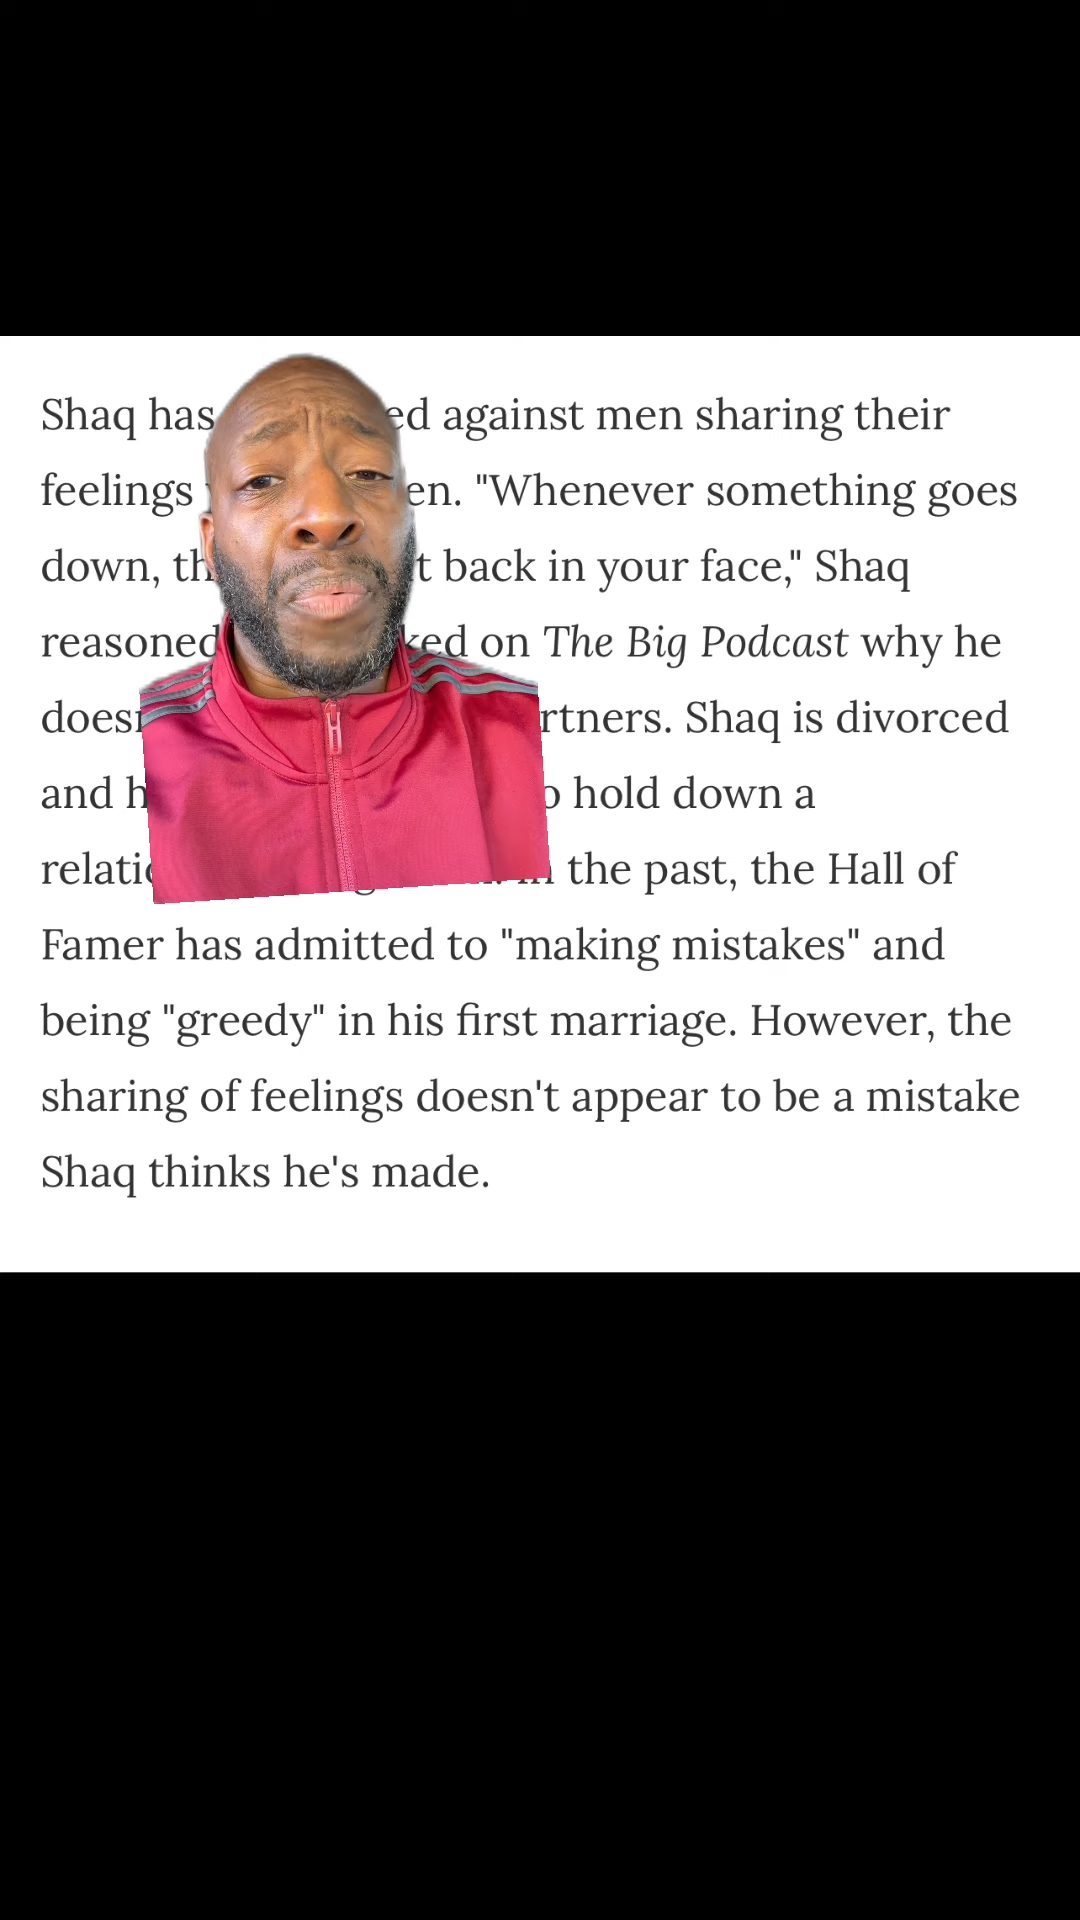 Shaq has ed against men sharing their
feelings en. "Whenever something goes
down, th t back in your face," Shaq
reasoned ked on The Big Podcast why he
does rtners. Shaq is divorced
and h o hold down a
relati the past, the Hall of
Famer has admitted to "making mistakes" and
being "greedy" in his first marriage. However, the
sharing of feelings doesn't appear to be a mistake
Shaq thinks he's made.